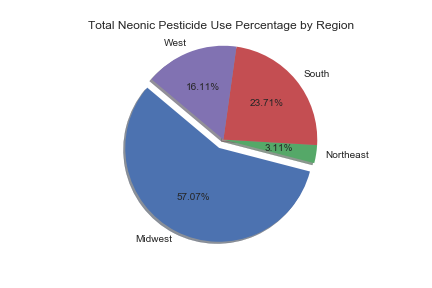 Total Neonic Pesticide Use Percentage by Region
West
South
16.11%
23.71%
3.11%
Northeast
57.07%
Midwest